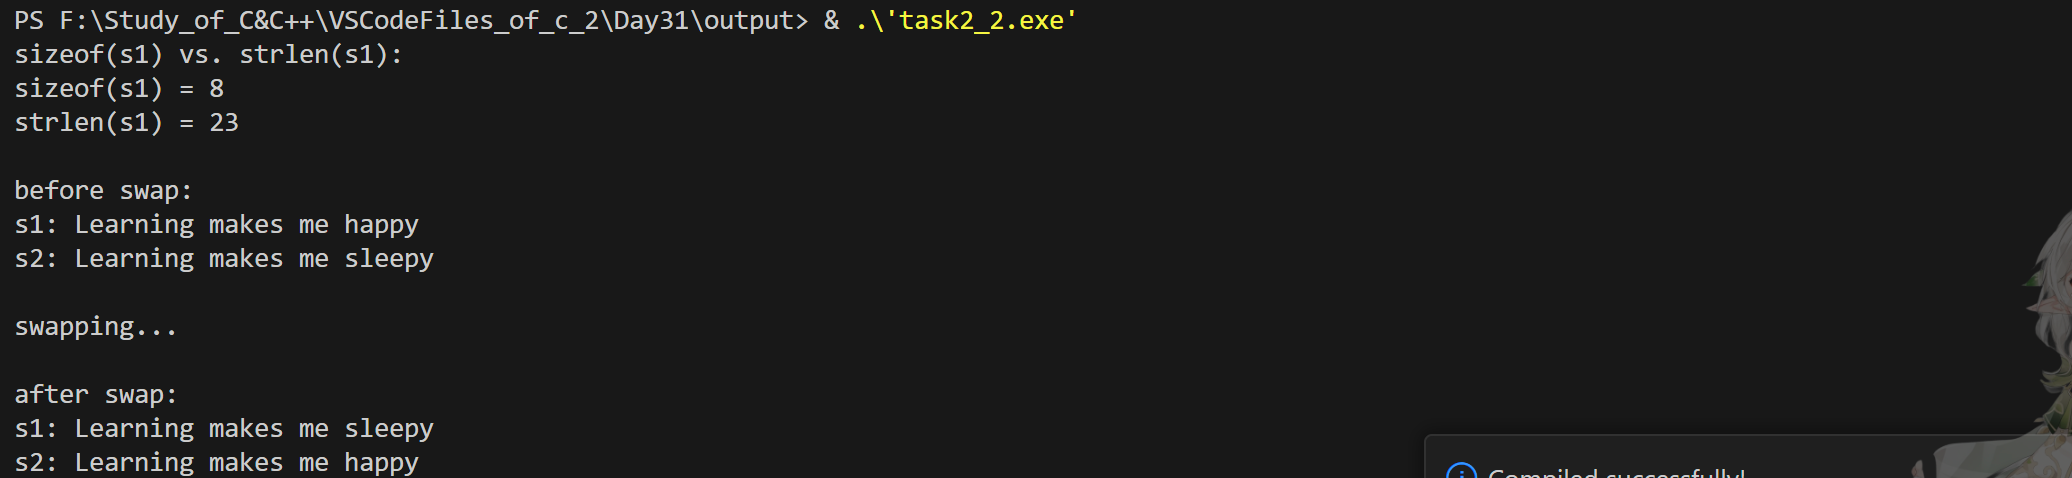 PS F:\Study_of_C&C++\VSCodeFiles_of_c_2\Day31\output> & .\'task2_2.exe'
sizeof(s1) vs. strlen(s1):
sizeof(s1) = 8
strlen(s1) = 23
before swap:
s1: Learning makes me happy
s2: Learning makes me sleepy
swapping...
after swap:
s1: Learning makes me sleepy
s2: Learning makes me happy
Compiled successfully!